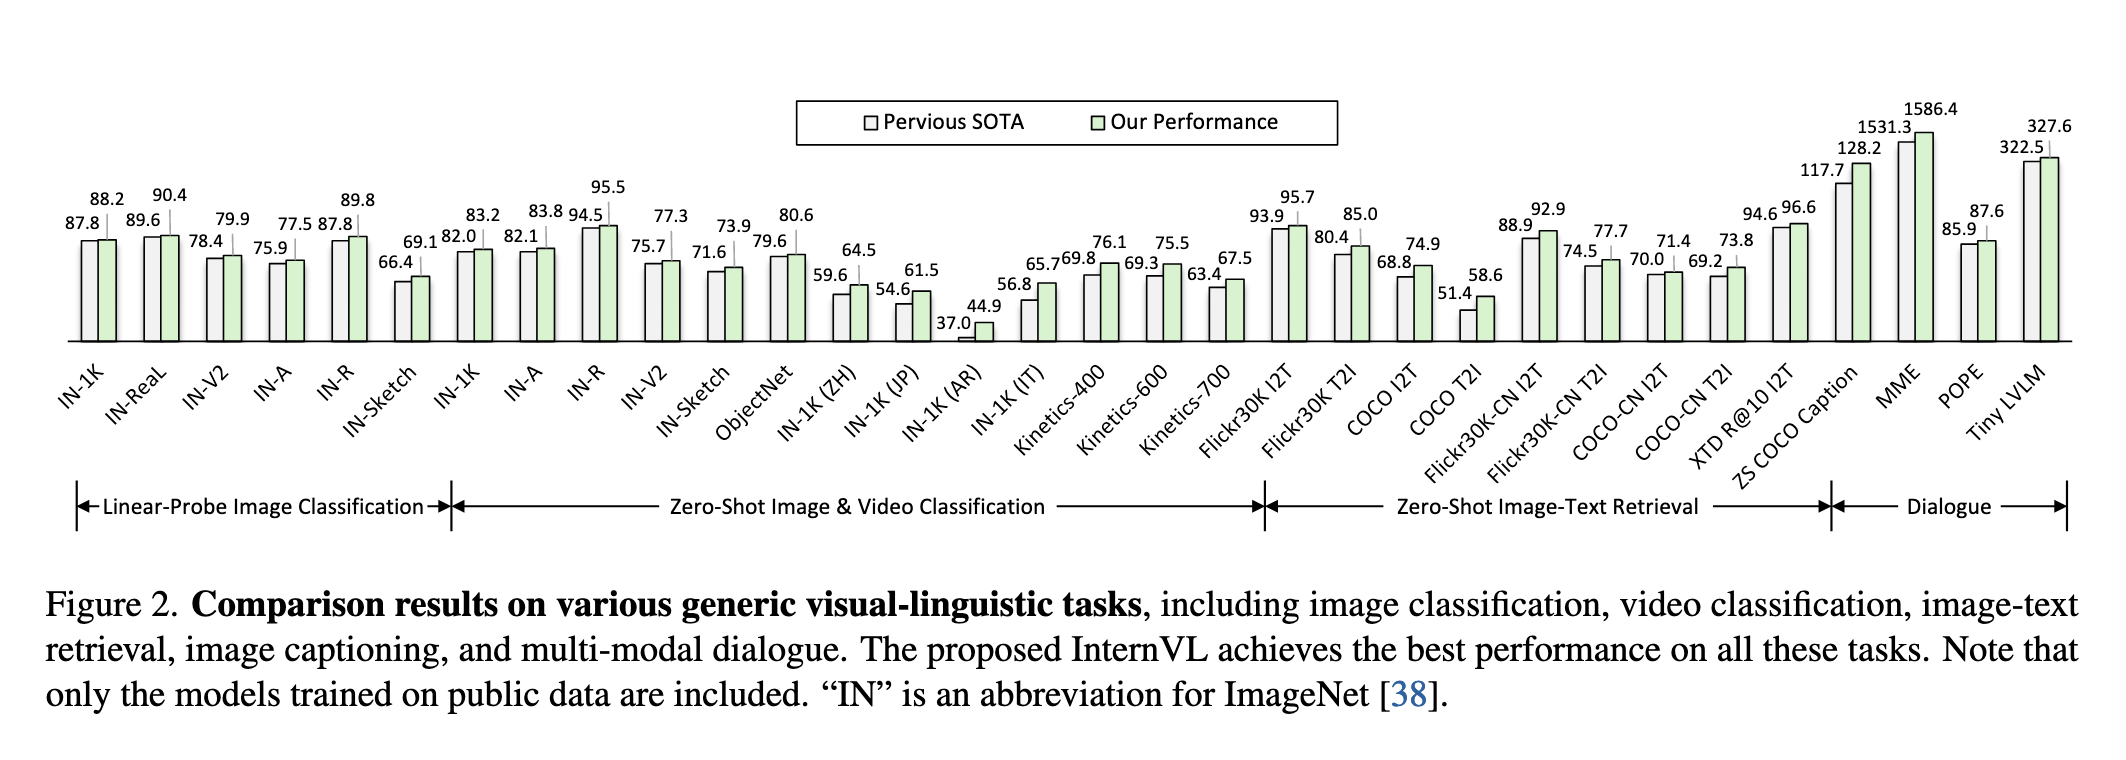 Pervious SOTA
Our Performance
87.8 88.2
89.6 90.4
78.4 79.9
75.9 77.5
87.8 89.8
66.4 69.1
82.0 83.2
82.1 83.8
94.5 95.5
75.7 77.3
71.6 73.9
79.6 80.6
59.6 64.5
54.6 61.5
37.0 44.9
56.8 65.7
69.8 76.1
69.3 75.5
63.4 67.5
93.9 95.7
80.4 85.0
68.8 74.9
51.4 58.6
88.9 92.9
74.5 77.7
70.0 71.4
69.2 73.8
94.6 96.6
117.7 128.2
1531.3 1586.4
85.9 87.6
322.5 327.6
IN-1K
IN-ReaL
IN-V2
IN-A
IN-R
IN-Sketch
IN-1K
IN-A
IN-R
IN-V2
IN-Sketch
ObjectNet
IN-1K (ZH)
IN-1K (JP)
IN-1K (AR)
IN-1K (IT)
Kinetics-400
Kinetics-600
Kinetics-700
Flickr30K I2T
Flickr30K T2I
COCO I2T
COCO T2I
Flickr30K-CN I2T
Flickr30K-CN T2I
COCO-CN I2T
COCO-CN T2I
XTD R@10 I2T
ZS COCO Caption
MME
POPE
Tiny LVLM
Linear-Probe Image Classification
Zero-Shot Image & Video Classification
Zero-Shot Image-Text Retrieval
Dialogue
Figure 2. Comparison results on various generic visual-linguistic tasks, including image classification, video classification, image-text
retrieval, image captioning, and multi-modal dialogue. The proposed InternVL achieves the best performance on all these tasks. Note that
only the models trained on public data are included. “IN” is an abbreviation for ImageNet [38].